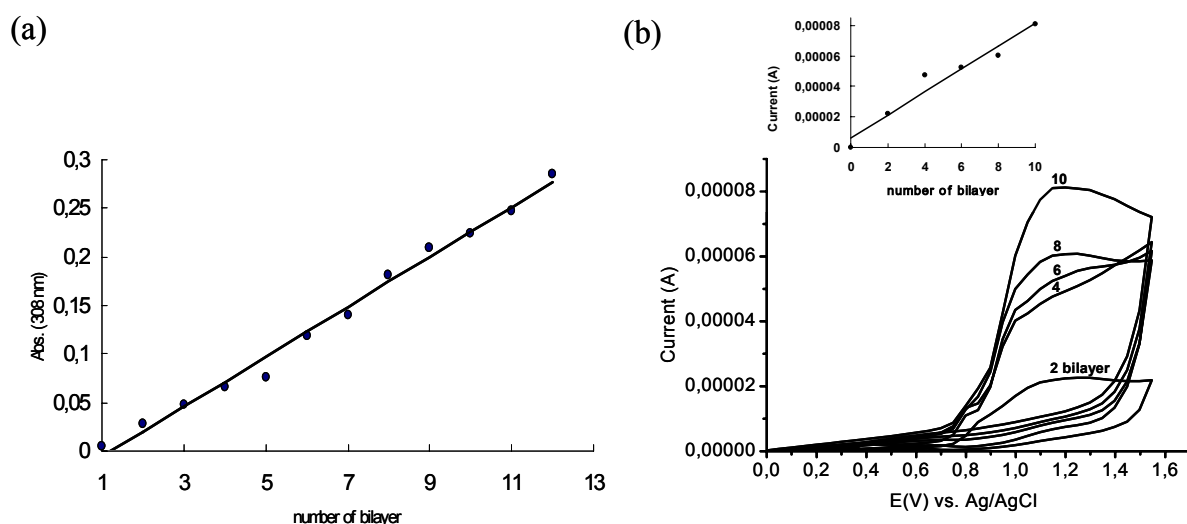 (a)
0,3
0,25
0,2
0,15
0,1
0,05
0
Abs. (308 nm)
1 3 5 7 9 11 13
number of bilayer
(b)
0,00008
0,00006
0,00004
0,00002
0
Current (A)
0 2 4 6 8 10
number of bilayer
0,00008
0,00006
0,00004
0,00002
0,00000
Current (A)
10
8
6
4
2 bilayer
0,0 0,2 0,4 0,6 0,8 1,0 1,2 1,4 1,6
E(V) vs. Ag/AgCl